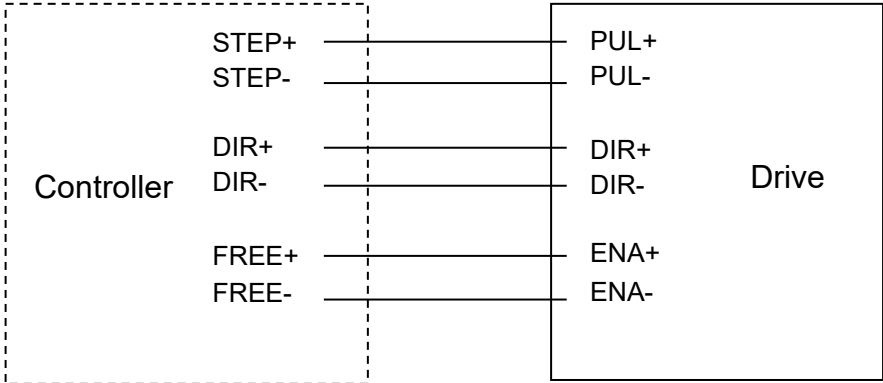 STEP+ PUL+
STEP- PUL-
DIR+ DIR+
Controller DIR- DIR- Drive
FREE+ ENA+
FREE- ENA-